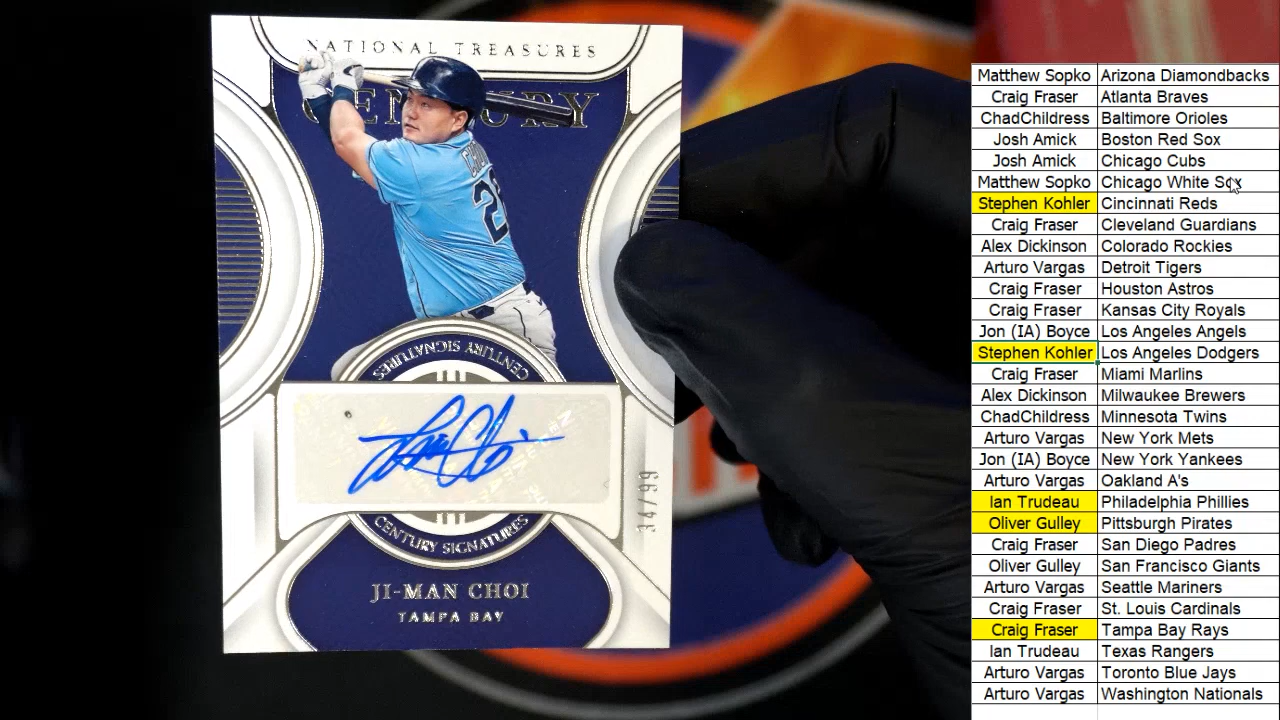 NATIONAL TREASURES
CENTURY
CHOI
CENTURY SIGNATURES
34/99
CENTURY SIGNATURES
JI-MAN CHOI
TAMPA BAY
Matthew Sopko Arizona Diamondbacks
Craig Fraser Atlanta Braves
ChadChildress Baltimore Orioles
Josh Amick Boston Red Sox
Josh Amick Chicago Cubs
Matthew Sopko Chicago White Sox
Stephen Kohler Cincinnati Reds
Craig Fraser Cleveland Guardians
Alex Dickinson Colorado Rockies
Arturo Vargas Detroit Tigers
Craig Fraser Houston Astros
Craig Fraser Kansas City Royals
Jon (IA) Boyce Los Angeles Angels
Stephen Kohler Los Angeles Dodgers
Craig Fraser Miami Marlins
Alex Dickinson Milwaukee Brewers
ChadChildress Minnesota Twins
Arturo Vargas New York Mets
Jon (IA) Boyce New York Yankees
Arturo Vargas Oakland A's
Ian Trudeau Philadelphia Phillies
Oliver Gulley Pittsburgh Pirates
Craig Fraser San Diego Padres
Oliver Gulley San Francisco Giants
Arturo Vargas Seattle Mariners
Craig Fraser St. Louis Cardinals
Craig Fraser Tampa Bay Rays
Ian Trudeau Texas Rangers
Arturo Vargas Toronto Blue Jays
Arturo Vargas Washington Nationals